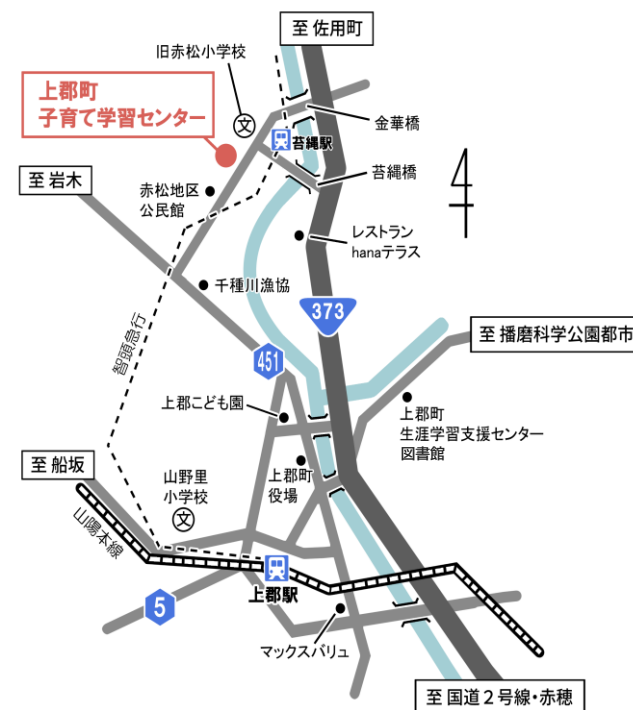 至 佐用町
旧赤松小学校
上郡町
子育て学習センター
文
金華橋
苔縄駅
至 岩木
苔縄橋
赤松地区
公民館
レストラン
hanaテラス
千種川漁協
373
智頭急行
至 播磨科学公園都市
451
上郡こども園
上郡町
生涯学習支援センター
図書館
至 船坂
山野里
小学校
文
上郡町
役場
山陽本線
上郡駅
5
マックスバリュ
至 国道2号線・赤穂